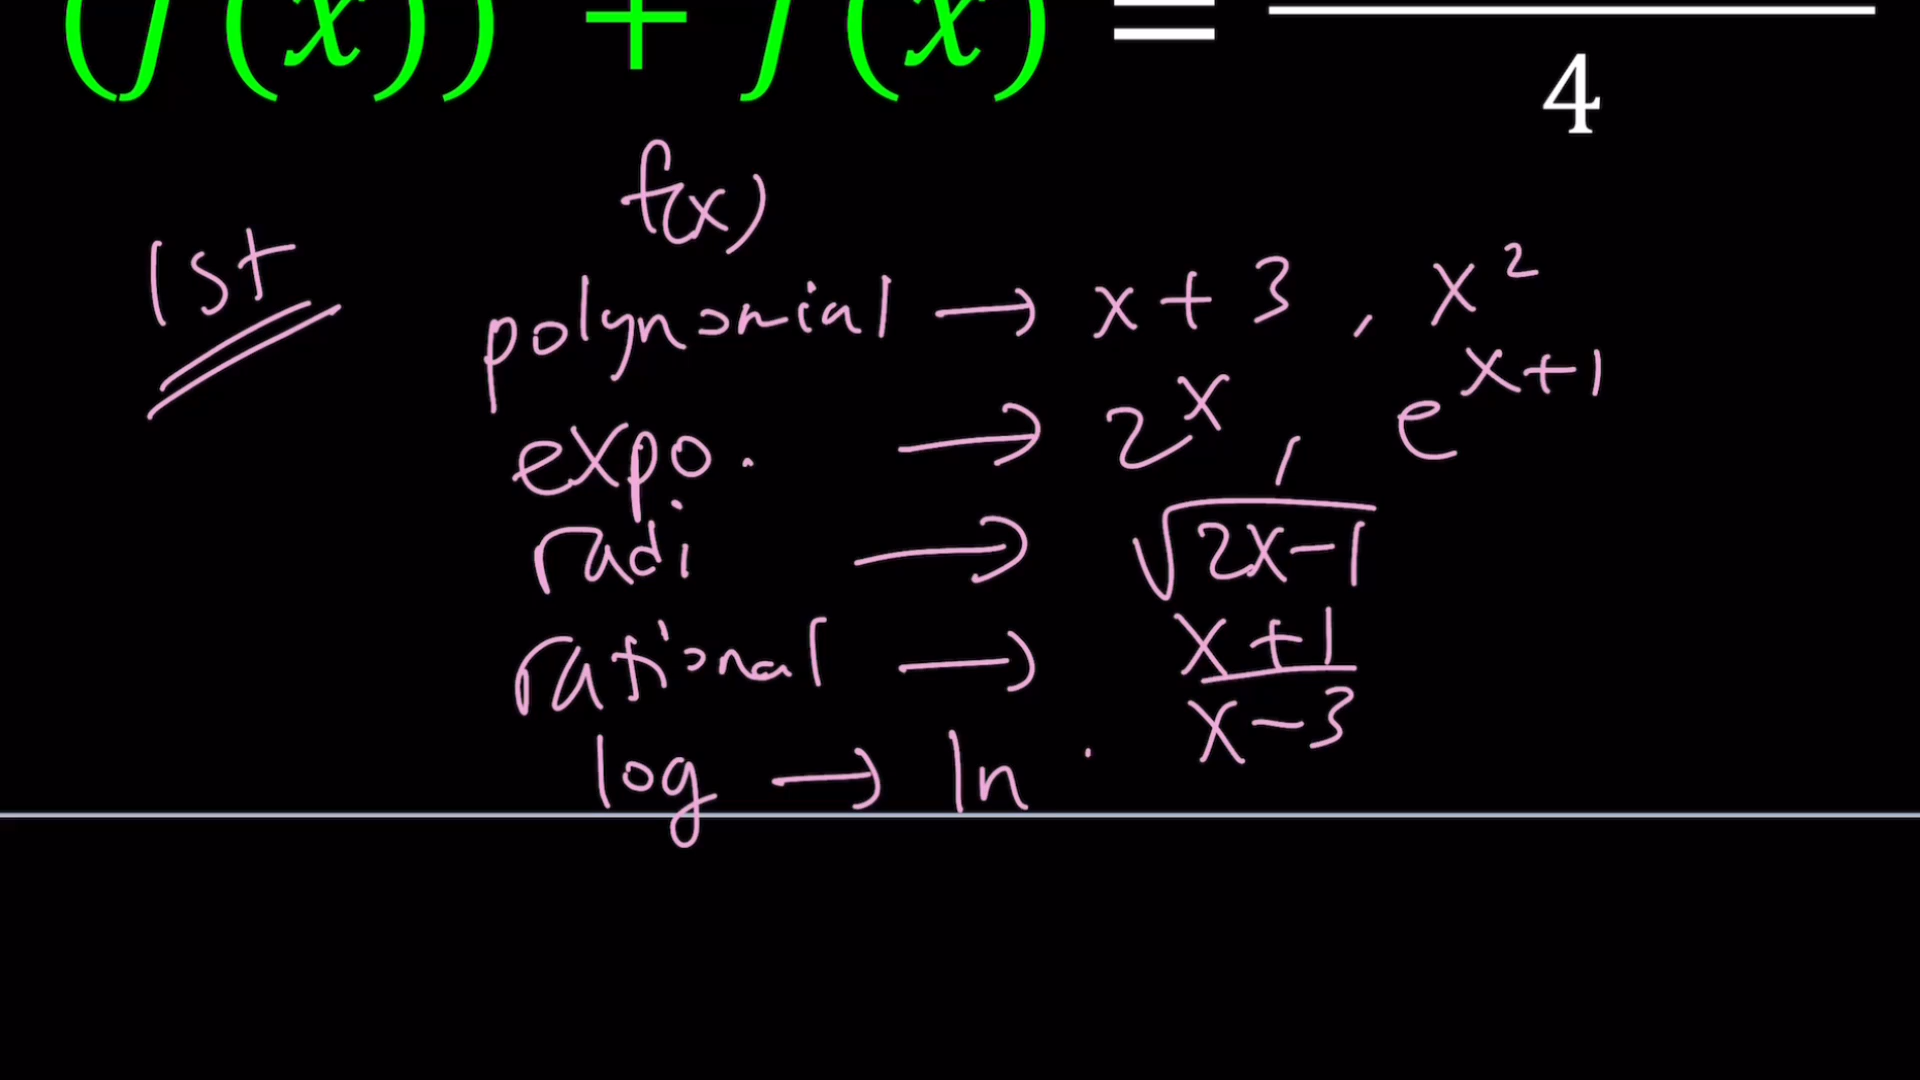 (f(x)) + f(x) = 
4
f(x)
1st
polynomial → x + 3 , x²
expo. → 2ˣ , eˣ⁺¹
radi → √(2x-1)
rational → (x+1)/(x-3)
log → ln .